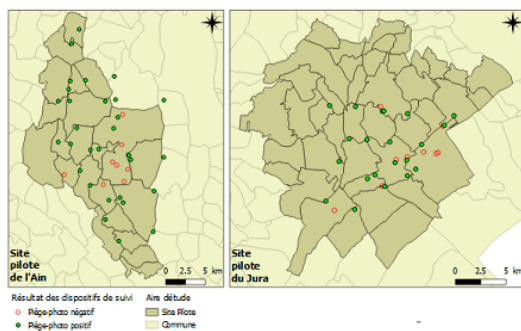 Site
pilote
de l'Ain
0 2.5 5 km
Site
pilote
du Jura
0 2.5 5 km
Résultat des dispositifs de suivi
Piège-photo négatif
Piège-photo positif
Aire détude
Site Pilote
Commune